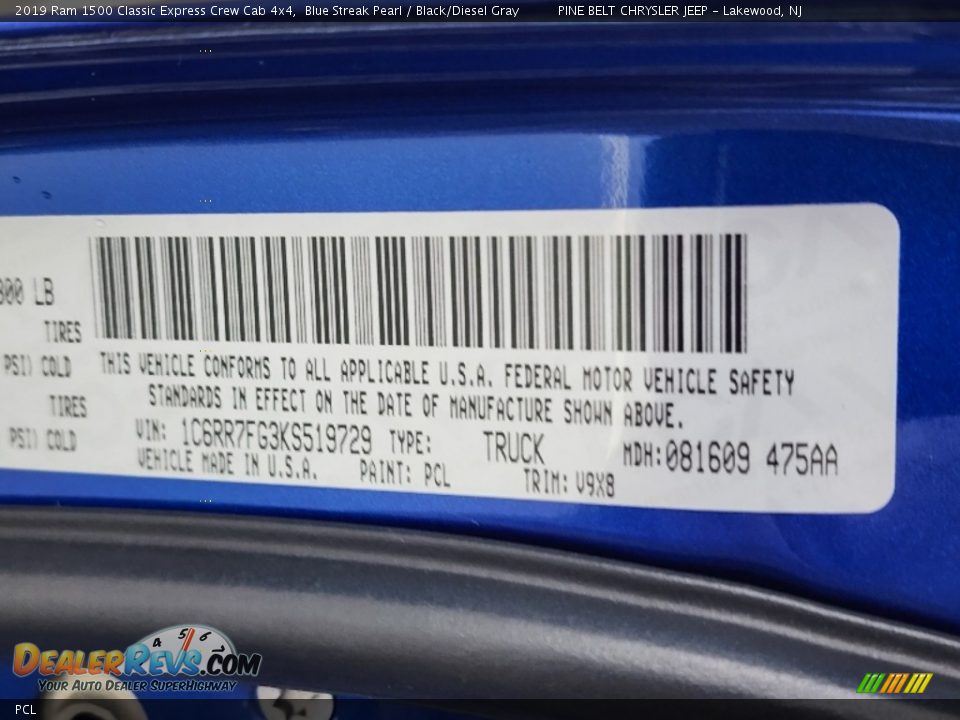 2019 Ram 1500 Classic Express Crew Cab 4x4, Blue Streak Pearl / Black/Diesel Gray PINE BELT CHRYSLER JEEP - Lakewood, NJ
LB
TIRES
PSI) COLD
TIRES
PSI) COLD
THIS VEHICLE CONFORMS TO ALL APPLICABLE U.S.A. FEDERAL MOTOR VEHICLE SAFETY
STANDARDS IN EFFECT ON THE DATE OF MANUFACTURE SHOWN ABOVE.
VIN: 1C6RR7FG3KS519729 TYPE: TRUCK MDH:081609 475AA
VEHICLE MADE IN U.S.A. PAINT: PCL TRIM: V9X8
4 5 6
DEALERREVS.COM
YOUR AUTO DEALER SUPERHIGHWAY
PCL